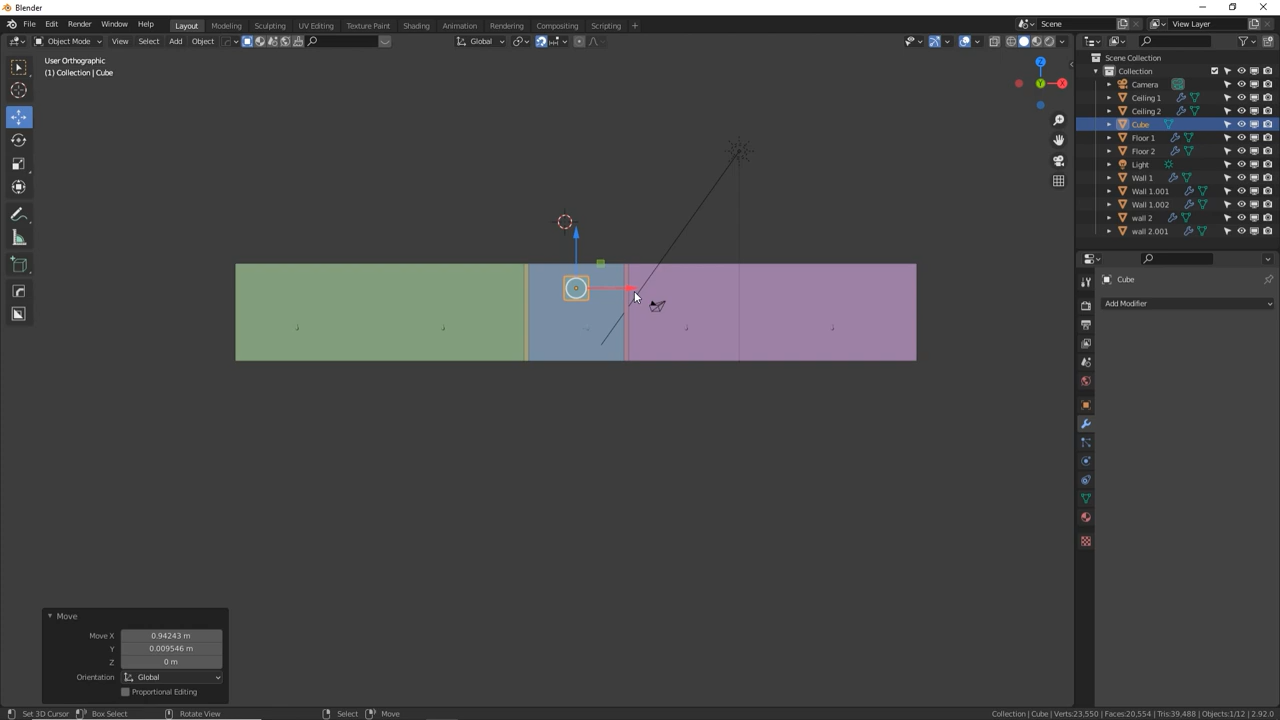 Blender
File Edit Render Window Help
Layout Modeling Sculpting UV Editing Texture Paint Shading Animation Rendering Compositing Scripting +
Scene
View Layer
Object Mode View Select Add Object
Global
User Orthographic
(1) Collection | Cube
Z
Y
X
Scene Collection
Collection
Camera
Ceiling 1
Ceiling 2
Cube
Floor 1
Floor 2
Light
Wall 1
Wall 1.001
Wall 1.002
wall 2
wall 2.001
Cube
Add Modifier
Move
Move X 0.94243 m
Y 0.009546 m
Z 0 m
Orientation Global
Proportional Editing
Set 3D Cursor Box Select Rotate View Select Move
Collection | Cube | Verts:23,550 | Faces:20,554 | Tris:39,488 | Objects:1/12 | 2.92.0